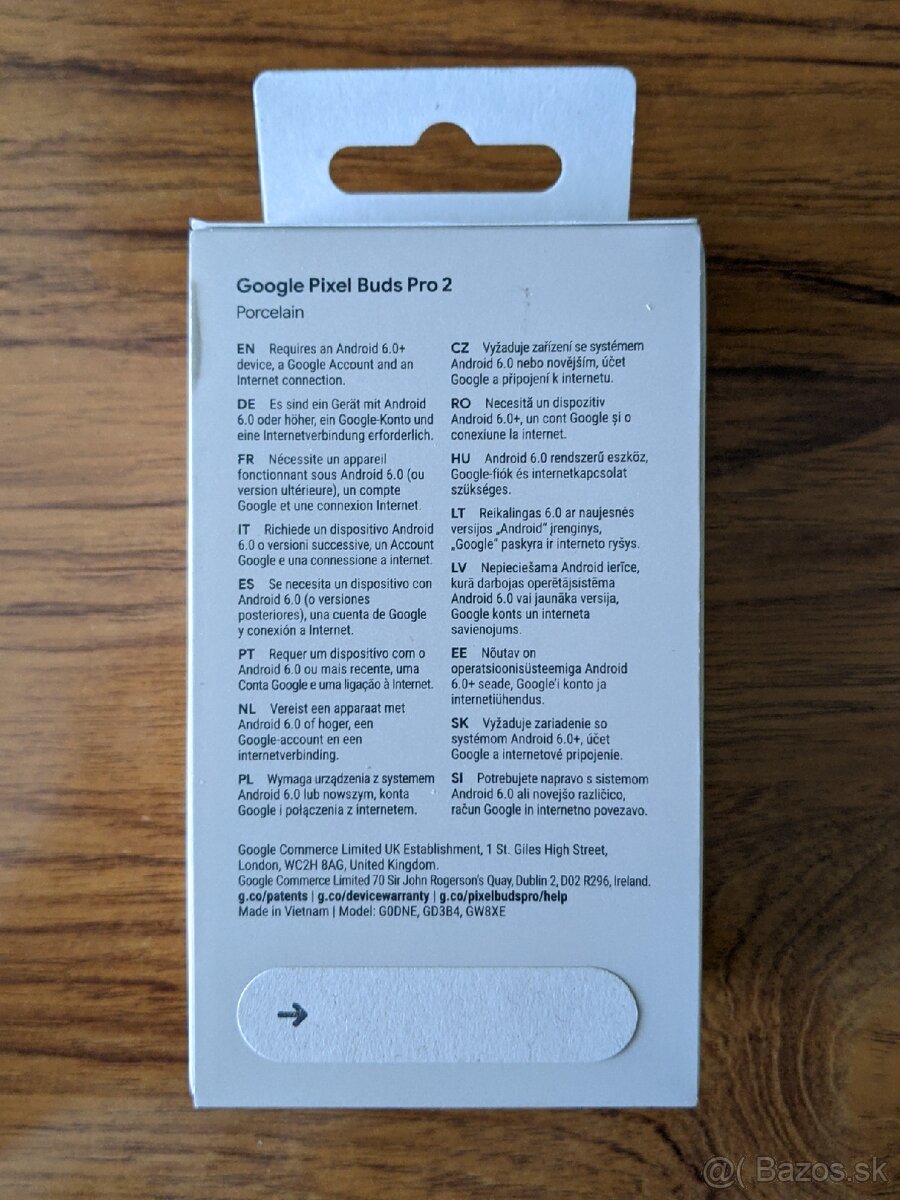 Google Pixel Buds Pro 2
Porcelain
EN Requires an Android 6.0+
device, a Google Account and an
Internet connection.
DE Es sind ein Gerät mit Android
6.0 oder höher, ein Google-Konto und
eine Internetverbindung erforderlich.
FR Nécessite un appareil
fonctionnant sous Android 6.0 (ou
version ultérieure), un compte
Google et une connexion Internet.
IT Richiede un dispositivo Android
6.0 o versioni successive, un Account
Google e una connessione a internet.
ES Se necesita un dispositivo con
Android 6.0 (o versiones
posteriores), una cuenta de Google
y conexión a Internet.
PT Requer um dispositivo com o
Android 6.0 ou mais recente, uma
Conta Google e uma ligação à Internet.
NL Vereist een apparaat met
Android 6.0 of hoger, een
Google-account en een
internetverbinding.
PL Wymaga urządzenia z systemem
Android 6.0 lub nowszym, konta
Google i połączenia z internetem.
CZ Vyžaduje zařízení se systémem
Android 6.0 nebo novějším, účet
Google a připojení k internetu.
RO Necesită un dispozitiv
Android 6.0+, un cont Google și o
conexiune la internet.
HU Android 6.0 rendszerű eszköz,
Google-fiók és internetkapcsolat
szükséges.
LT Reikalingas 6.0 ar naujesnės
versijos „Android“ įrenginys,
„Google“ paskyra ir interneto ryšys.
LV Nepieciešama Android ierīce,
kurā darbojas operētājsistēma
Android 6.0 vai jaunāka versija,
Google konts un interneta
savienojums.
EE Nõutav on
operatsioonisüsteemiga Android
6.0+ seade, Google'i konto ja
internetiühendus.
SK Vyžaduje zariadenie so
systémom Android 6.0+, účet
Google a internetové pripojenie.
SI Potrebujete napravo s sistemom
Android 6.0 ali novejšo različico,
račun Google in internetno povezavo.
Google Commerce Limited UK Establishment, 1 St. Giles High Street,
London, WC2H 8AG, United Kingdom.
Google Commerce Limited 70 Sir John Rogerson's Quay, Dublin 2, D02 R296, Ireland.
g.co/patents | g.co/devicewarranty | g.co/pixelbudspro/help
Made in Vietnam | Model: G0DNE, GD3B4, GW8XE
@( Bazos.sk